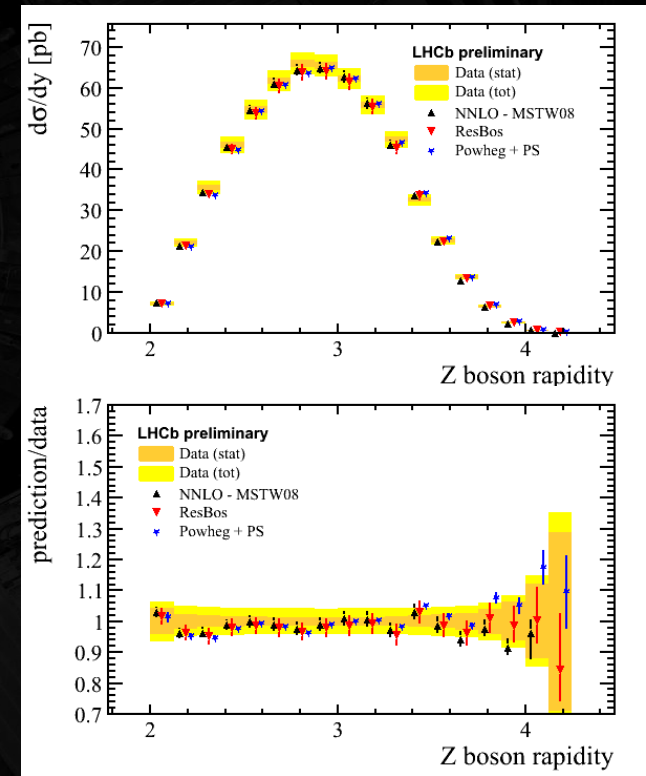 dσ/dy [pb]
70
60
50
40
30
20
10
0
LHCb preliminary
Data (stat)
Data (tot)
NNLO - MSTW08
ResBos
Powheg + PS
2
3
4
Z boson rapidity
prediction/data
1.7
1.6
1.5
1.4
1.3
1.2
1.1
1
0.9
0.8
0.7
LHCb preliminary
Data (stat)
Data (tot)
NNLO - MSTW08
ResBos
Powheg + PS
2
3
4
Z boson rapidity